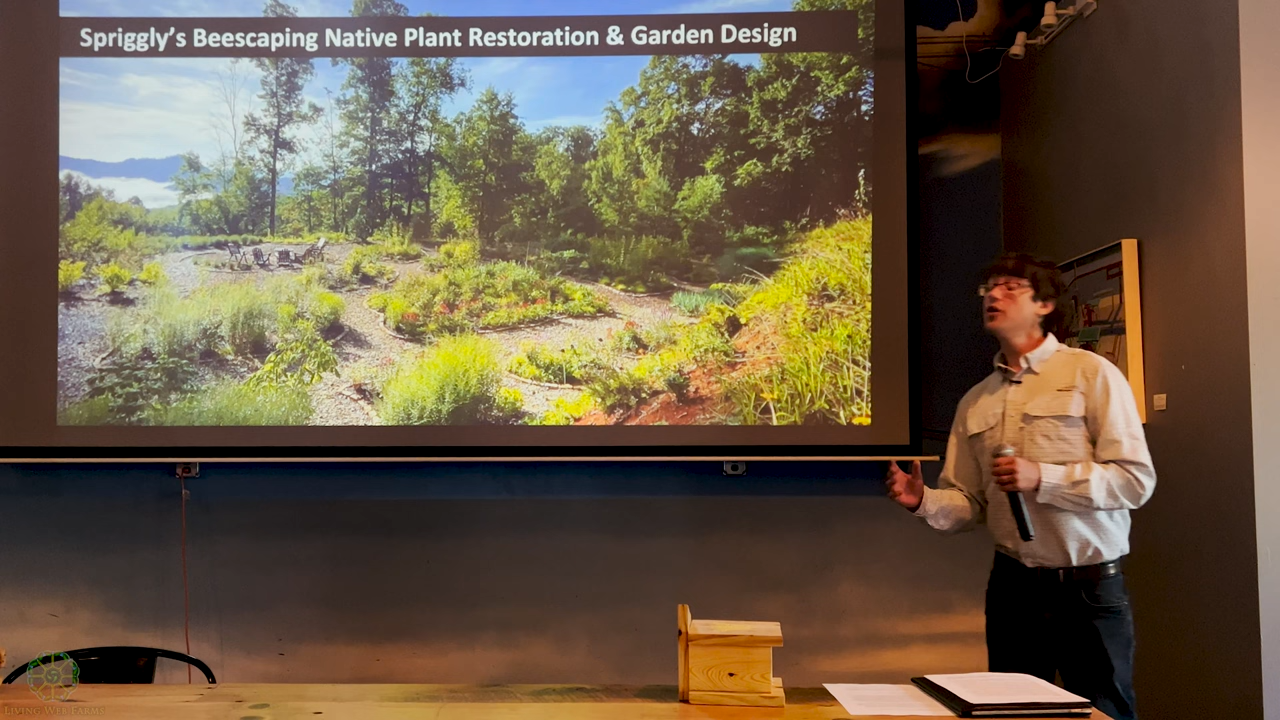 Spriggly's Beescaping Native Plant Restoration & Garden Design
Living Web Farms